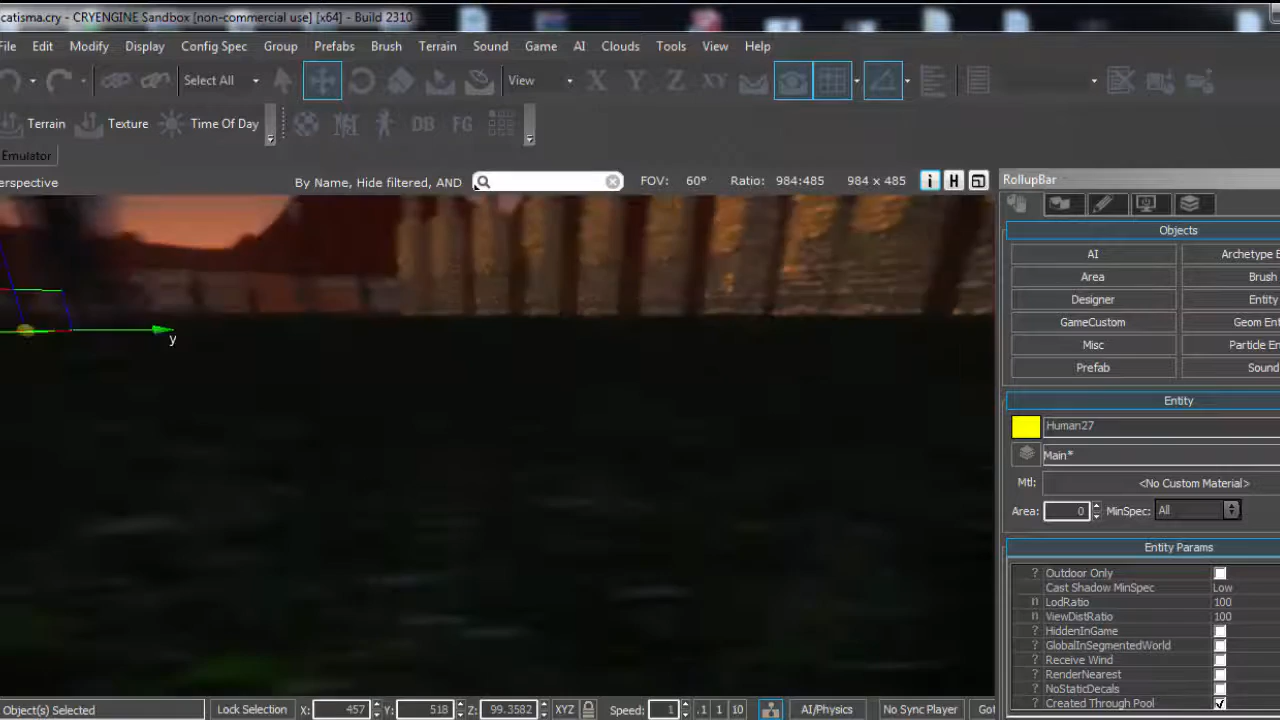 catisma.cry - CRYENGINE Sandbox [non-commercial use] [x64] - Build 2310
File Edit Modify Display Config Spec Group Prefabs Brush Terrain Sound Game AI Clouds Tools View Help
Select All View X Y Z XY
Terrain Texture Time Of Day DB FG
Emulator
erspective By Name, Hide filtered, AND FOV: 60° Ratio: 984:485 984 x 485 i H RollupBar
Objects
AI Archetype E
Area Brush
Designer Entity
GameCustom Geom Ent
Misc Particle En
Prefab Sound
y
Entity
Human27
Main*
Mtl: <No Custom Material>
Area: 0 MinSpec: All
Entity Params
? Outdoor Only
Cast Shadow MinSpec Low
n LodRatio 100
n ViewDistRatio 100
? HiddenInGame
? GlobalInSegmentedWorld
? Receive Wind
? RenderNearest
? NoStaticDecals
? Created Through Pool
Object(s) Selected Lock Selection X: 457 Y: 518 Z: 99.3582 XYZ Speed: 1 .1 1 10 AI/Physics No Sync Player Got